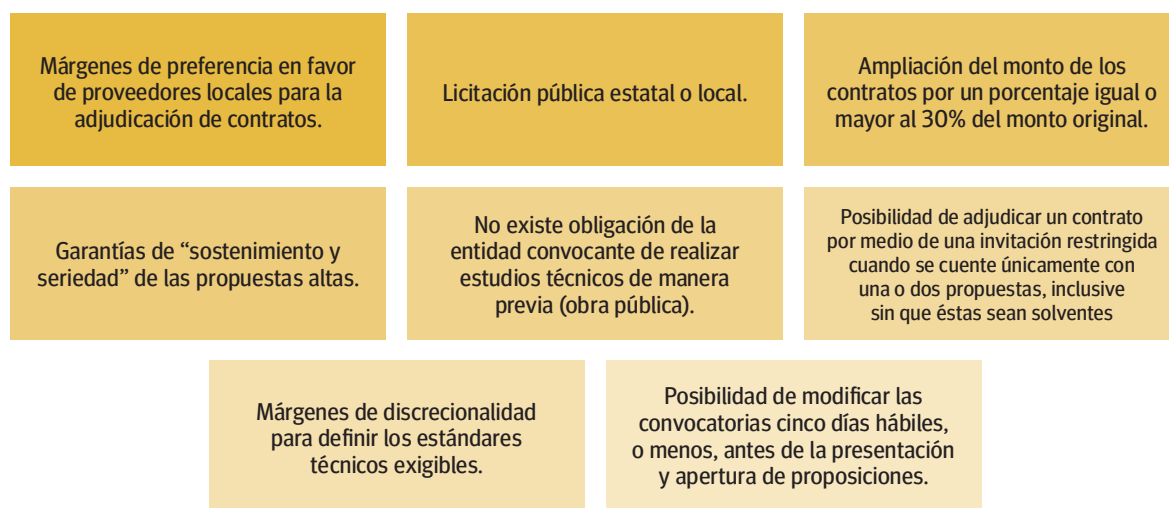 Márgenes de preferencia en favor
de proveedores locales para la
adjudicación de contratos.
Licitación pública estatal o local.
Ampliación del monto de los
contratos por un porcentaje igual o
mayor al 30% del monto original.
Garantías de “sostenimiento y
seriedad” de las propuestas altas.
No existe obligación de la
entidad convocante de realizar
estudios técnicos de manera
previa (obra pública).
Posibilidad de adjudicar un contrato
por medio de una invitación restringida
cuando se cuente únicamente con
una o dos propuestas, inclusive
sin que éstas sean solventes
Márgenes de discrecionalidad
para definir los estándares
técnicos exigibles.
Posibilidad de modificar las
convocatorias cinco días hábiles,
o menos, antes de la presentación
y apertura de proposiciones.